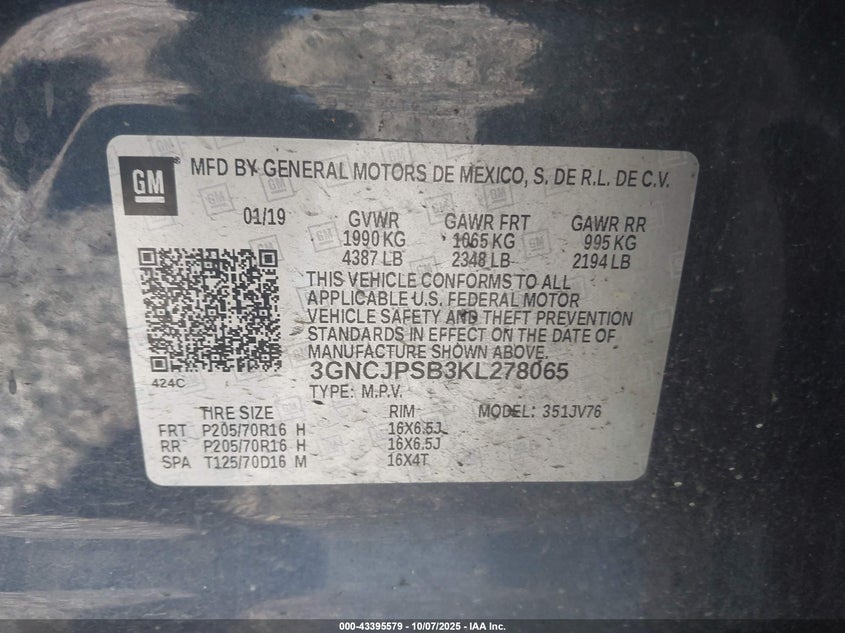 GM
MFD BY GENERAL MOTORS DE MEXICO, S. DE R.L. DE C.V.
01/19
GVWR GAWR FRT GAWR RR
1990 KG 1065 KG 995 KG
4387 LB 2348 LB 2194 LB
THIS VEHICLE CONFORMS TO ALL
APPLICABLE U.S. FEDERAL MOTOR
VEHICLE SAFETY AND THEFT PREVENTION
STANDARDS IN EFFECT ON THE DATE OF
MANUFACTURE SHOWN ABOVE.
424C
3GNCJPSB3KL278065
TYPE: M.P.V.
TIRE SIZE RIM MODEL: 351JV76
FRT P205/70R16 H 16X6.5J
RR P205/70R16 H 16X6.5J
SPA T125/70D16 M 16X4T
000-43395579 - 10/07/2025 - IAA Inc.